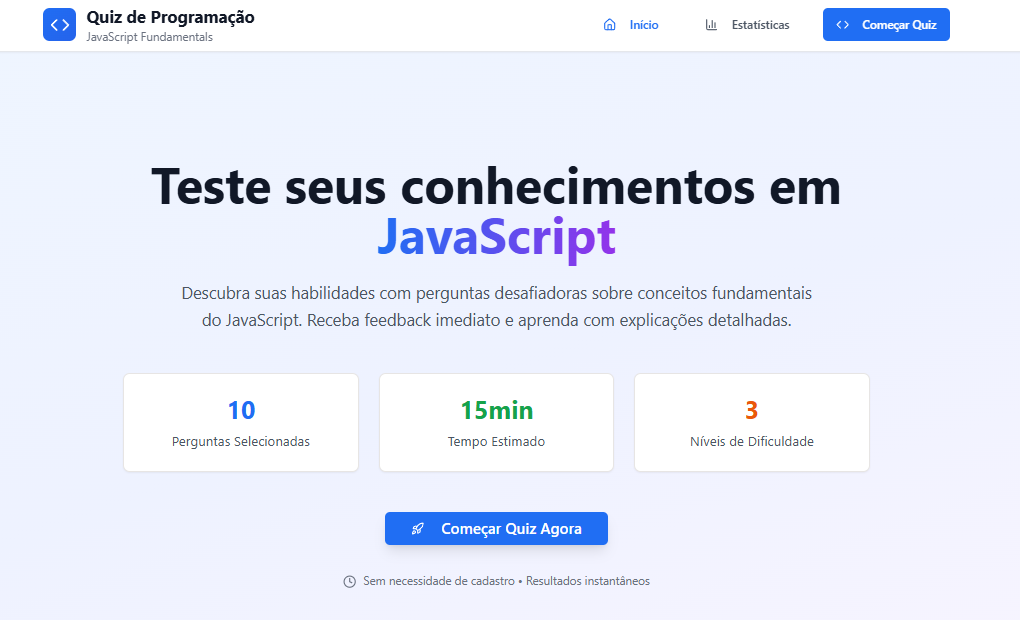 Quiz de Programação
JavaScript Fundamentals
Início
Estatísticas
Começar Quiz
Teste seus conhecimentos em
JavaScript
Descubra suas habilidades com perguntas desafiadoras sobre conceitos fundamentais
do JavaScript. Receba feedback imediato e aprenda com explicações detalhadas.
10
Perguntas Selecionadas
15min
Tempo Estimado
3
Níveis de Dificuldade
Começar Quiz Agora
Sem necessidade de cadastro • Resultados instantâneos